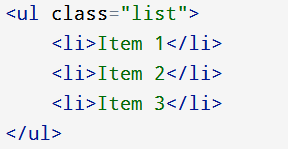 <ul class="list">
    <li>Item 1</li>
    <li>Item 2</li>
    <li>Item 3</li>
</ul>